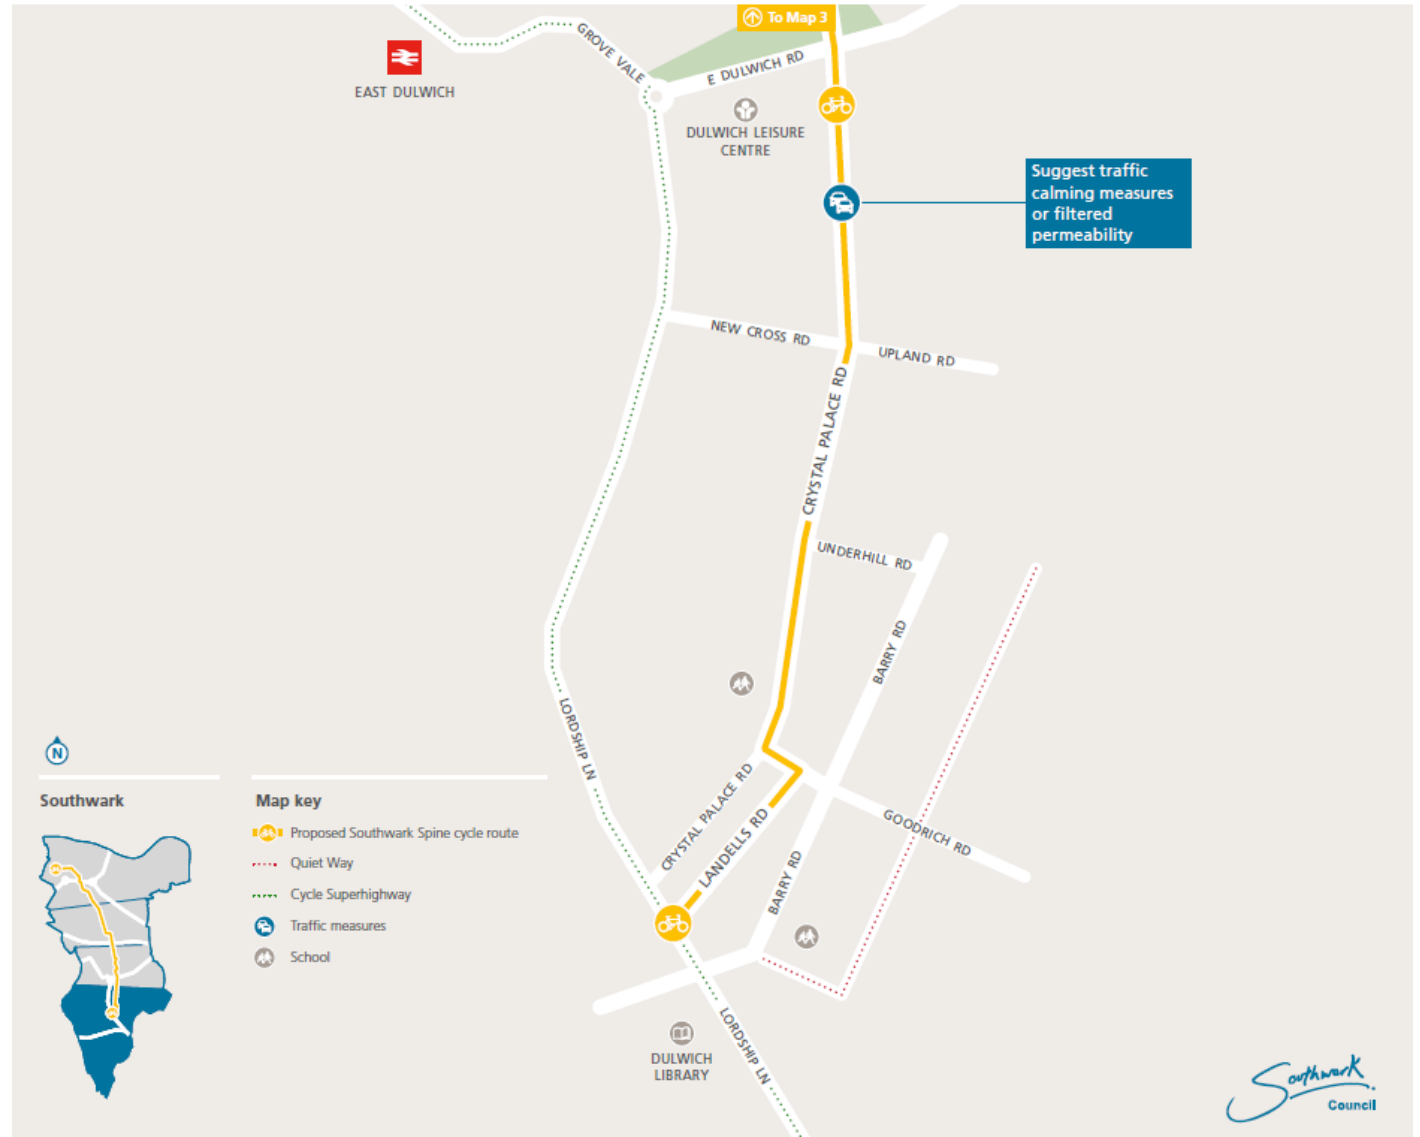 To Map 3
GROVE VALE
E DULWICH RD
EAST DULWICH
DULWICH LEISURE
CENTRE
Suggest traffic
calming measures
or filtered
permeability
NEW CROSS RD
UPLAND RD
CRYSTAL PALACE RD
UNDERHILL RD
BARRY RD
LORDSHIP LN
CRYSTAL PALACE RD
LANDELLS RD
GOODRICH RD
BARRY RD
N
Southwark
Map key
Proposed Southwark Spine cycle route
Quiet Way
Cycle Superhighway
Traffic measures
School
LORDSHIP LN
DULWICH
LIBRARY
Southwark
Council